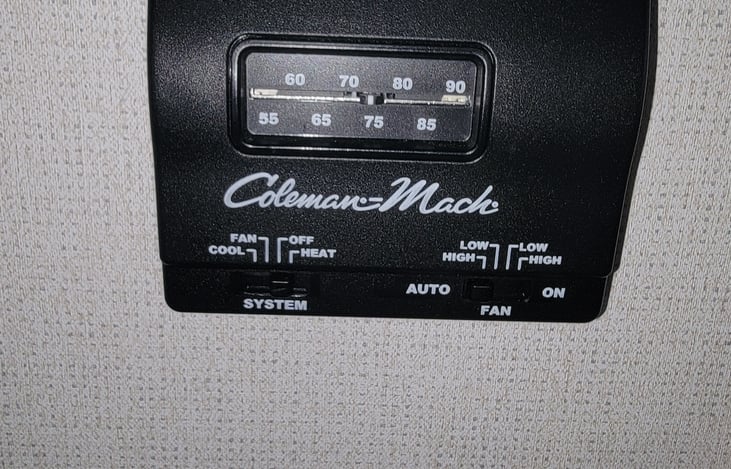 60 70 80 90
55 65 75 85
Coleman-Mach
FAN OFF LOW LOW
COOL HEAT HIGH HIGH
AUTO ON
SYSTEM FAN